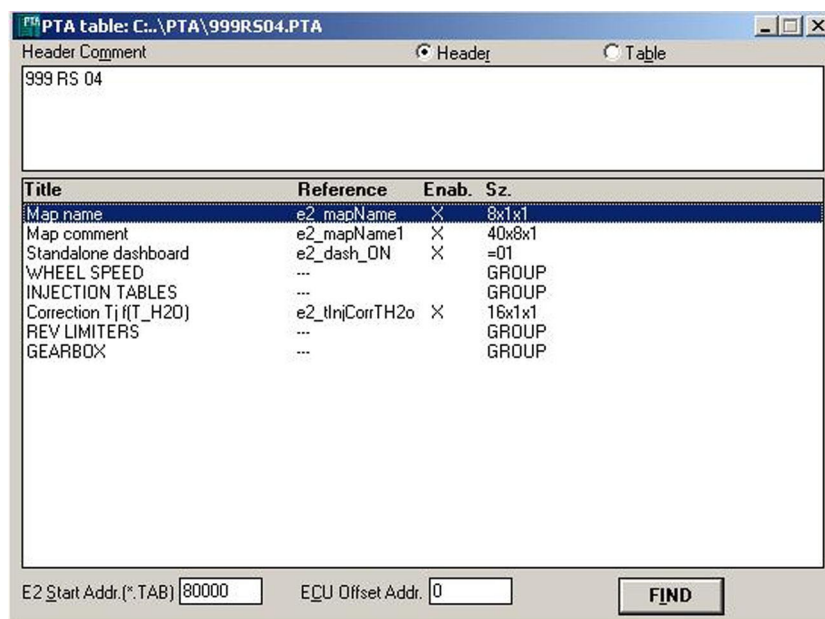 PTA PTA table: C:..\PTA\999RS04.PTA
Header Comment Header Table
999 RS 04
Title Reference Enab. Sz.
Map name e2_mapName X 8x1x1
Map comment e2_mapName1 X 40x8x1
Standalone dashboard e2_dash_ON X =01
WHEEL SPEED --- GROUP
INJECTION TABLES --- GROUP
Correction Tj f(T_H2O) e2_tInjCorrTH2o X 16x1x1
REV LIMITERS --- GROUP
GEARBOX --- GROUP
E2 Start Addr.(*.TAB) 80000 ECU Offset Addr. 0 FIND